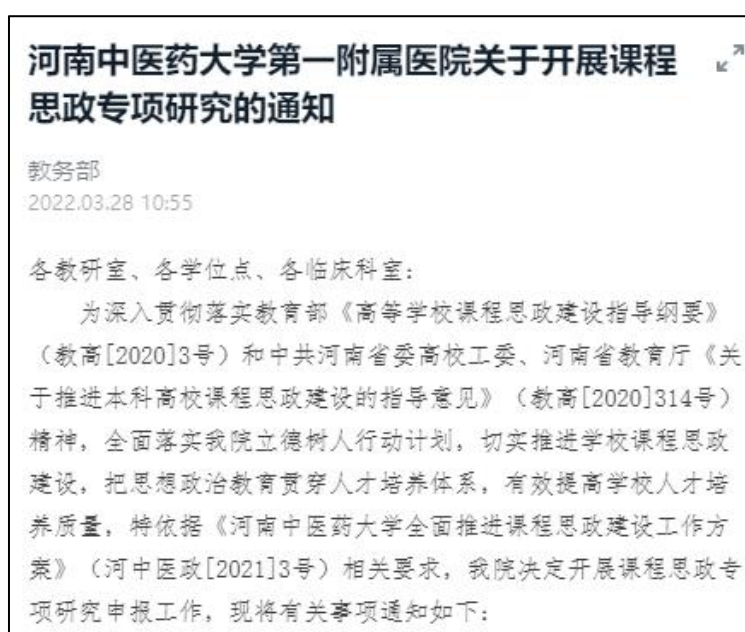 河南中医药大学第一附属医院关于开展课程
思政专项研究的通知
教务部
2022.03.28 10:55
各教研室、各学位点、各临床科室：
为深入贯彻落实教育部《高等学校课程思政建设指导纲要》
（教高[2020]3号）和中共河南省委高校工委、河南省教育厅《关
于推进本科高校课程思政建设的指导意见》（教高[2020]314号）
精神，全面落实我院立德树人行动计划，切实推进学校课程思政
建设，把思想政治教育贯穿人才培养体系，有效提高学校人才培
养质量，特依据《河南中医药大学全面推进课程思政建设工作方
案》（河中医政[2021]3号）相关要求，我院决定开展课程思政专
项研究申报工作，现将有关事项通知如下：